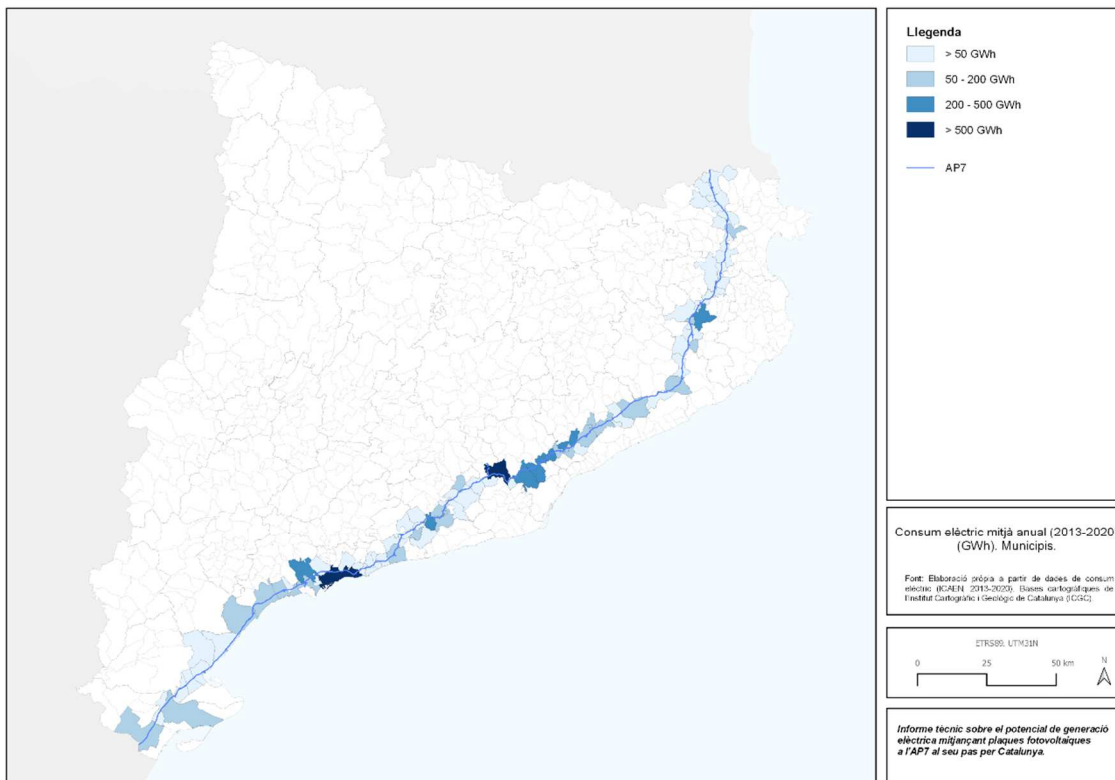 Llegenda
> 50 GWh
50 - 200 GWh
200 - 500 GWh
> 500 GWh
AP7
Consum elèctric mitjà anual (2013-2020)
(GWh). Municipis.
Font: Elaboració pròpia a partir de dades de consum
elèctric (ICAEN, 2013-2020). Bases cartogràfiques de
l'Institut Cartogràfic i Geològic de Catalunya (ICGC).
ETRS89, UTM31N
0 25 50 km
N
Informe tècnic sobre el potencial de generació
elèctrica mitjançant plaques fotovoltaiques
a l'AP7 al seu pas per Catalunya.